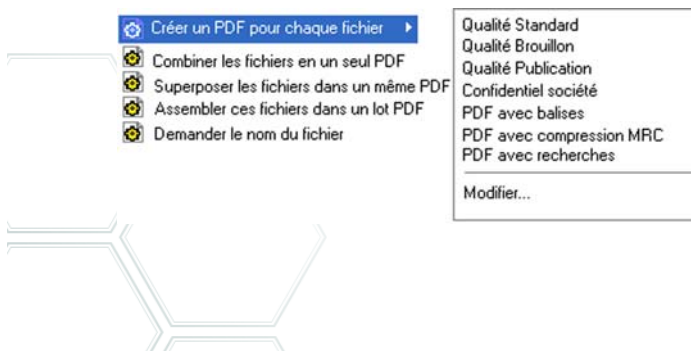 Créer un PDF pour chaque fichier
Combiner les fichiers en un seul PDF
Superposer les fichiers dans un même PDF
Assembler ces fichiers dans un lot PDF
Demander le nom du fichier
Qualité Standard
Qualité Brouillon
Qualité Publication
Confidentiel société
PDF avec balises
PDF avec compression MRC
PDF avec recherches
Modifier...